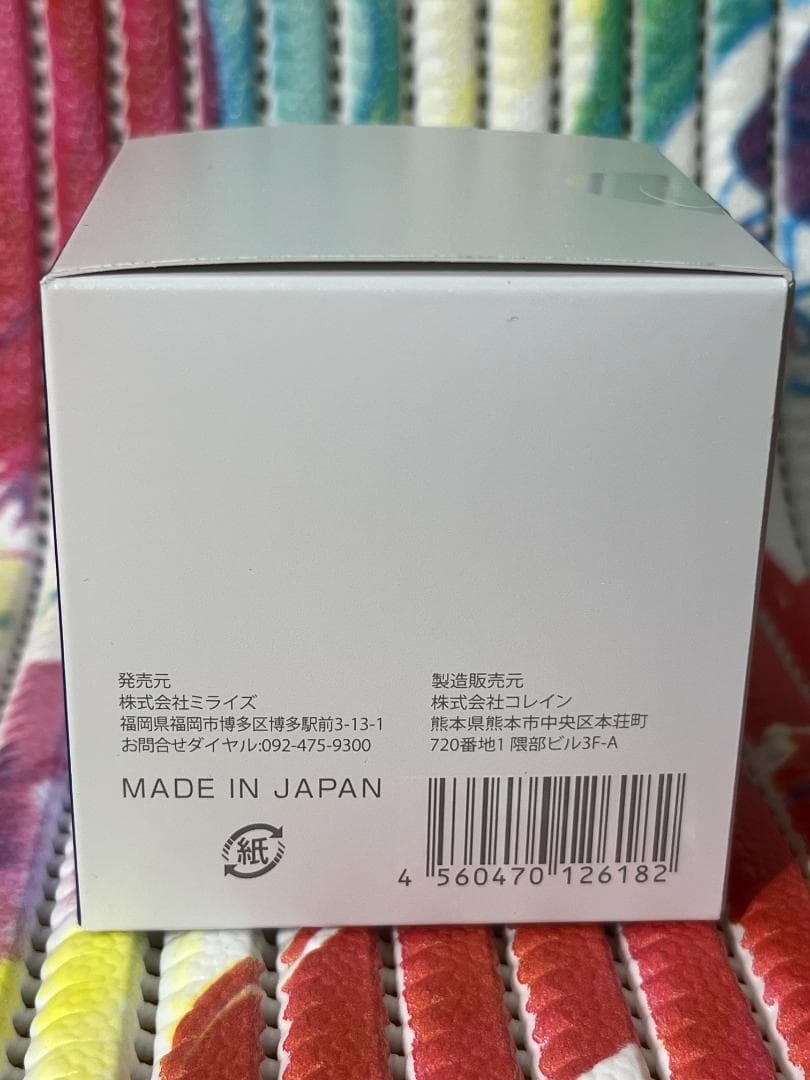 発売元
株式会社ミライズ
福岡県福岡市博多区博多駅前3-13-1
お問合せダイヤル:092-475-9300
製造販売元
株式会社コレイン
熊本県熊本市中央区本荘町
720番地1 隈部ビル3F-A
MADE IN JAPAN
紙
4 560470 126182